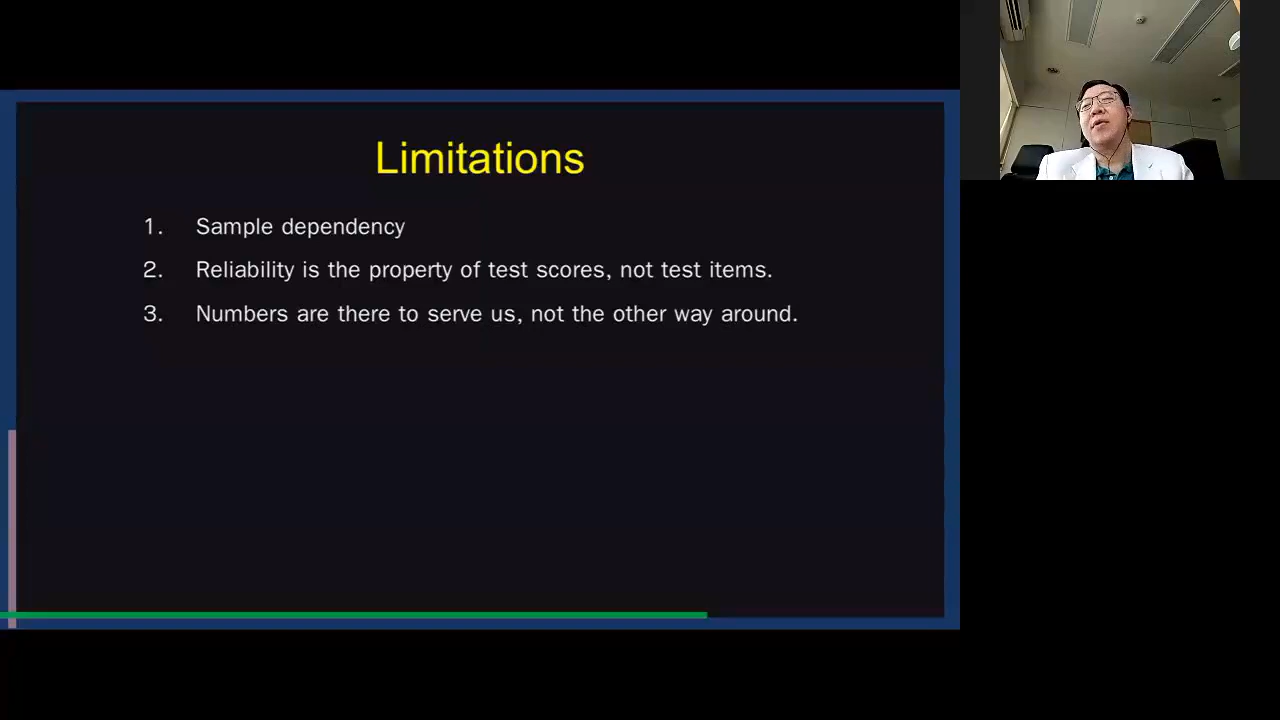 Limitations
1. Sample dependency
2. Reliability is the property of test scores, not test items.
3. Numbers are there to serve us, not the other way around.